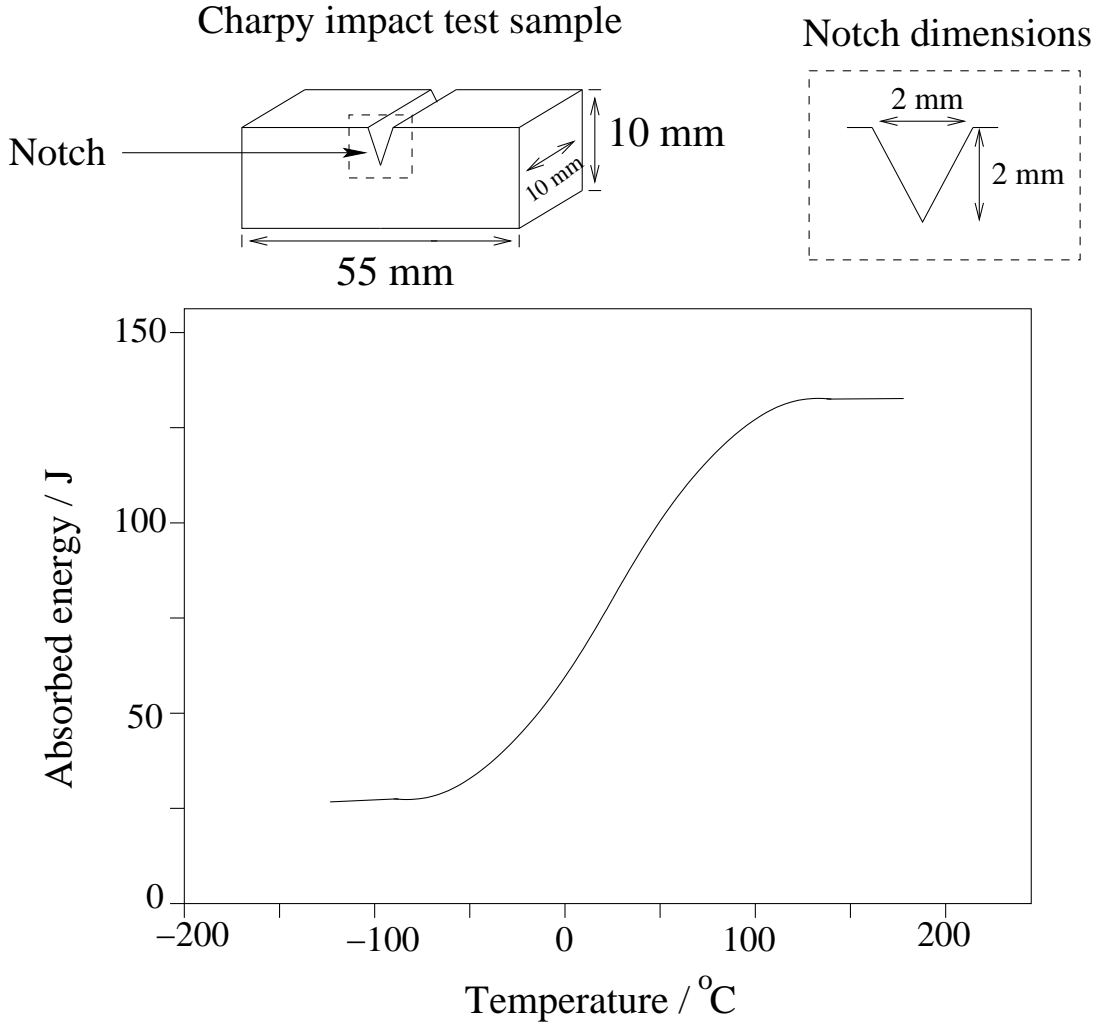 Charpy impact test sample
Notch dimensions
2 mm
10 mm
Notch
10 mm
2 mm
55 mm
150
100
50
0
−200
−100
0
100
200
Absorbed energy / J
Temperature / °C